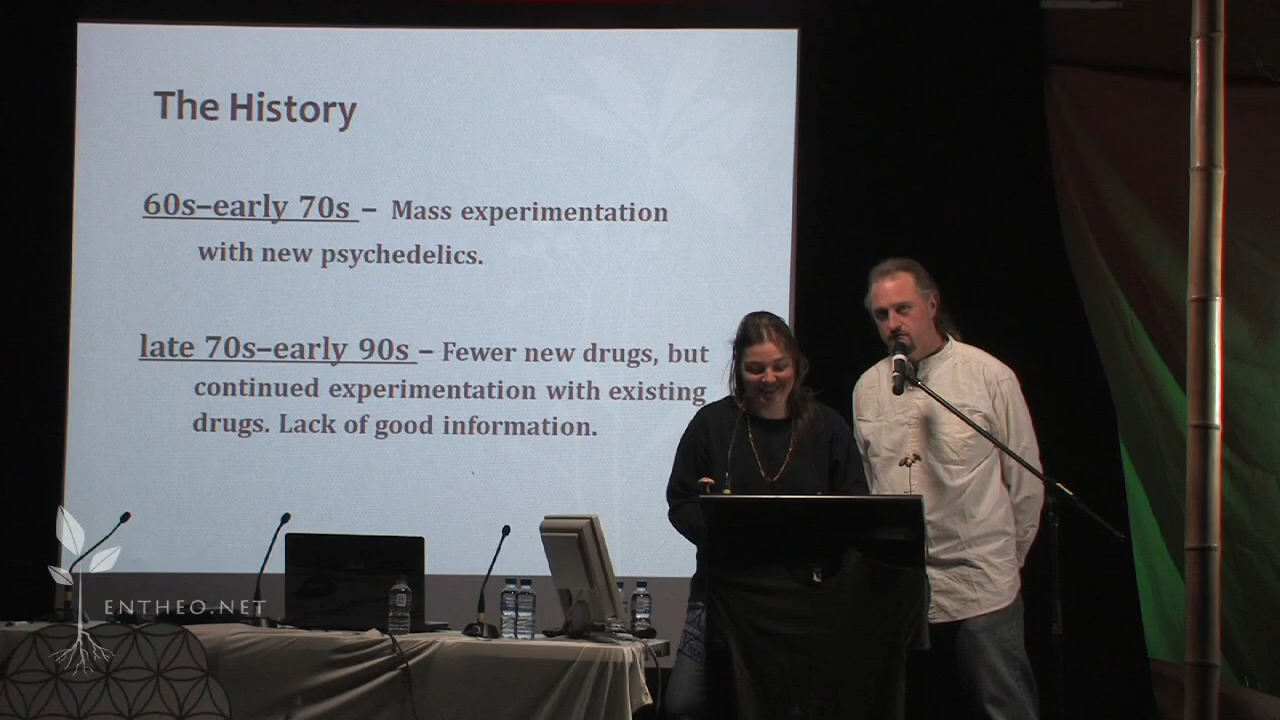 The History
60s–early 70s – Mass experimentation
with new psychedelics.
late 70s–early 90s – Fewer new drugs, but
continued experimentation with existing
drugs. Lack of good information.
ENTHEO.NET